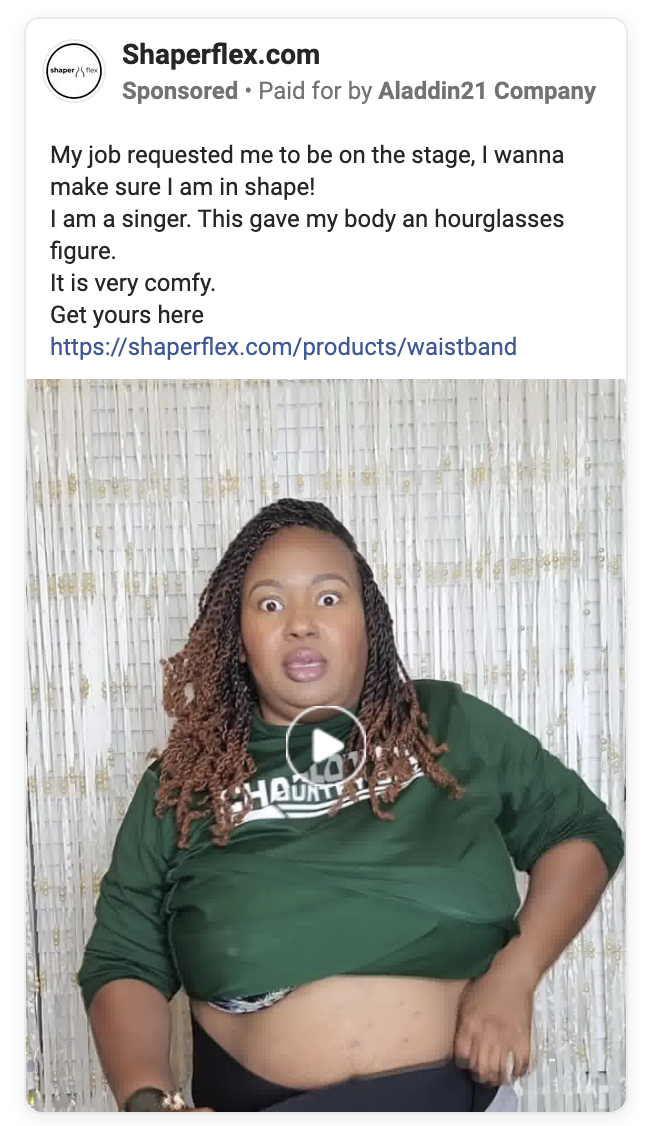 shaper flex
Shaperflex.com
Sponsored • Paid for by Aladdin21 Company
My job requested me to be on the stage, I wanna
make sure I am in shape!
I am a singer. This gave my body an hourglasses
figure.
It is very comfy.
Get yours here
https://shaperflex.com/products/waistband